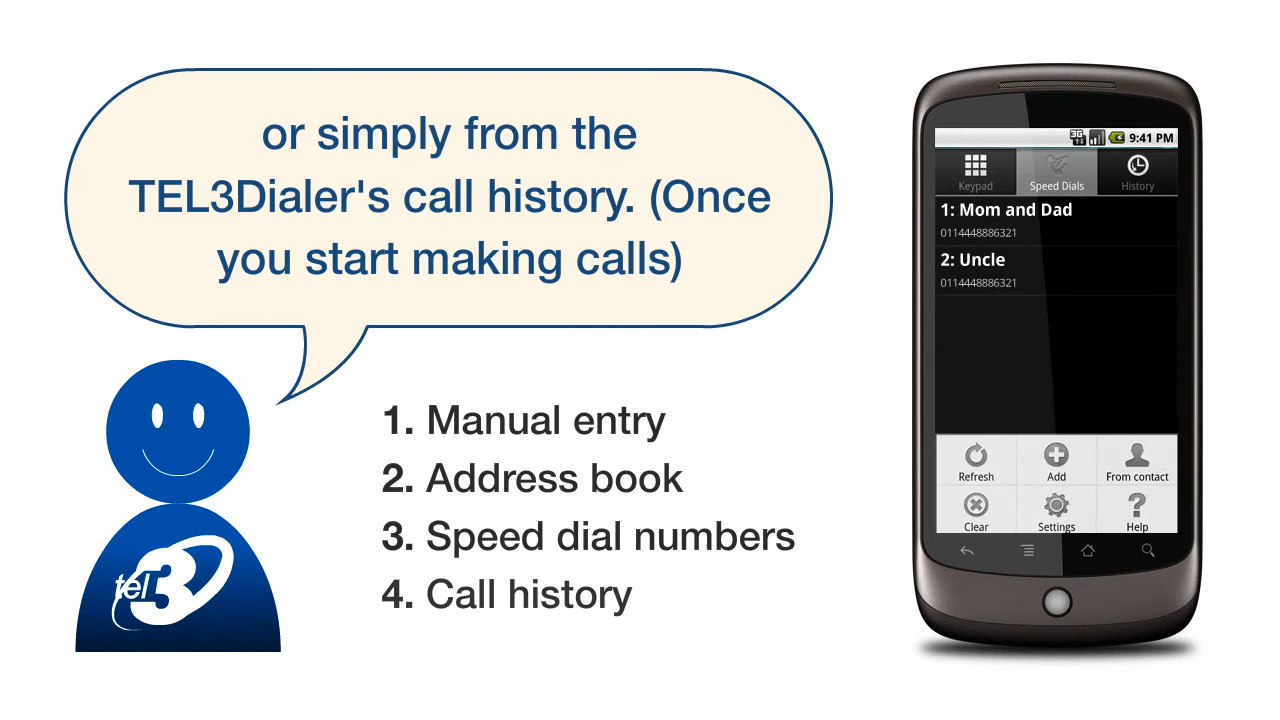 or simply from the
TEL3Dialer's call history. (Once
you start making calls)
1. Manual entry
2. Address book
3. Speed dial numbers
4. Call history
tel3
3G
9:41 PM
Keypad
Speed Dials
History
1: Mom and Dad
0114448886321
2: Uncle
0114448886321
Refresh
Add
From contact
Clear
Settings
Help